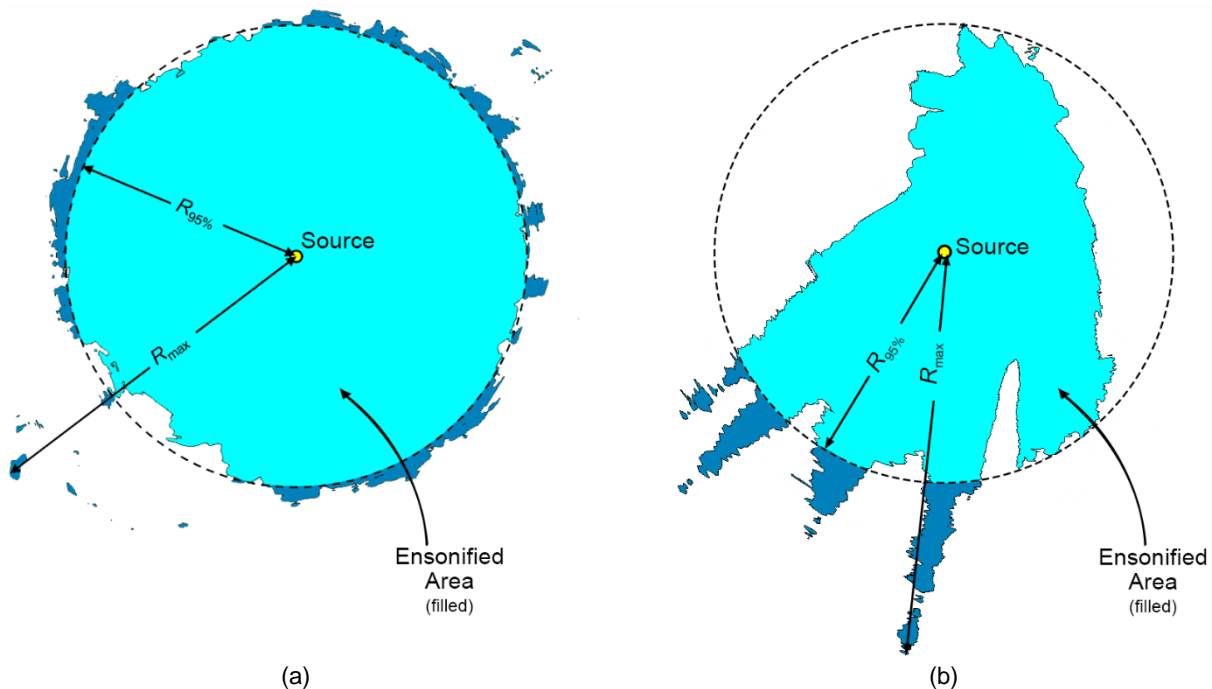 R95%
Source
Rmax
Ensonified
Area
(filled)
(a)
R95%
Source
Rmax
Ensonified
Area
(filled)
(b)